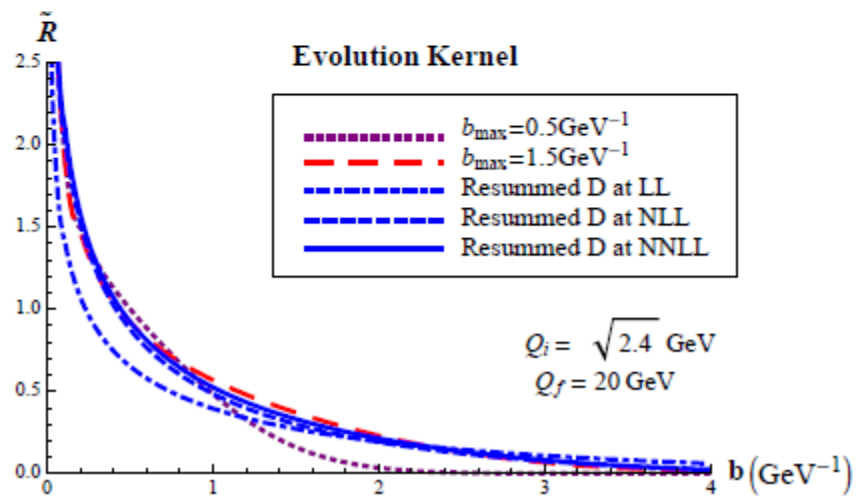 R̃
Evolution Kernel
2.5
2.0
1.5
1.0
0.5
0.0
b_max=0.5GeV⁻¹
b_max=1.5GeV⁻¹
Resummed D at LL
Resummed D at NLL
Resummed D at NNLL
Q_i = √2.4 GeV
Q_f = 20 GeV
0 1 2 3 4 b (GeV⁻¹)